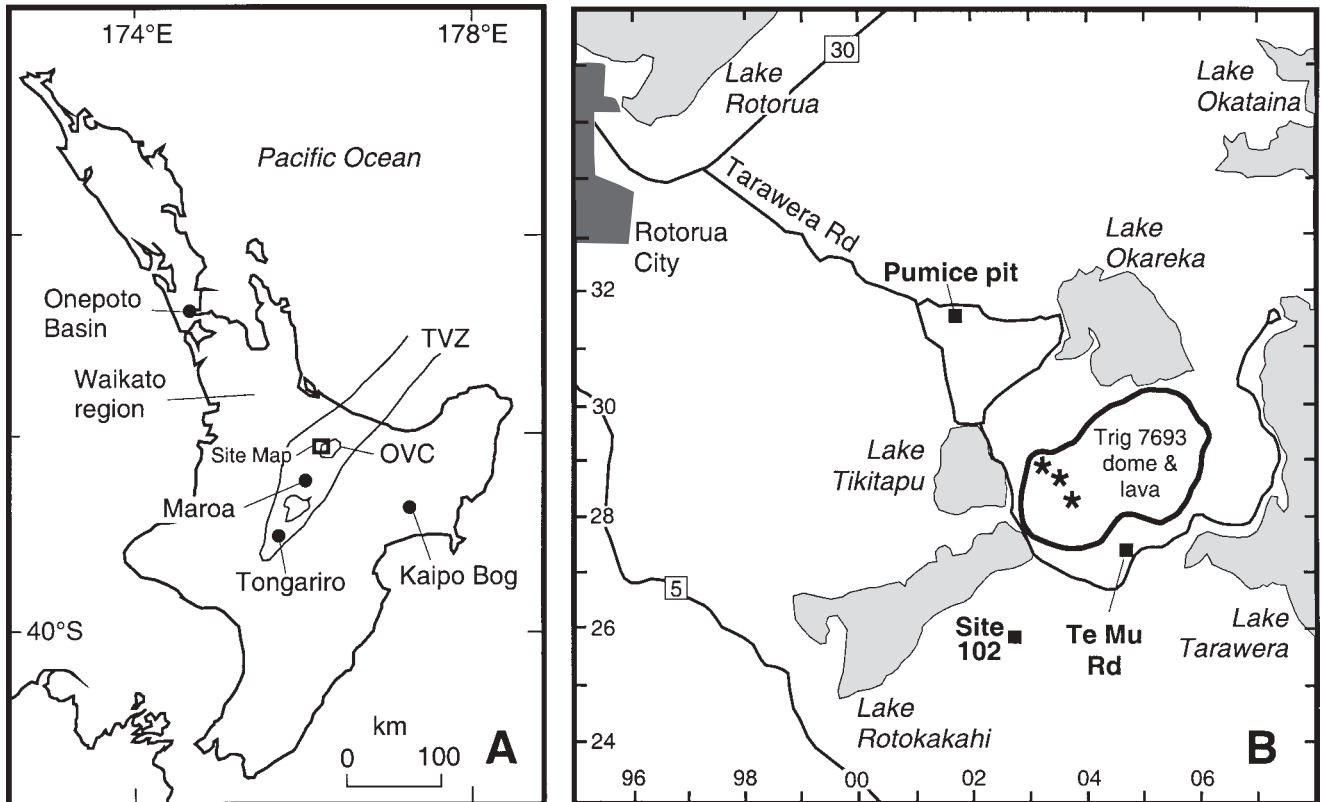 174°E
178°E
Pacific Ocean
Onepoto
Basin
TVZ
Waikato
region
Site Map
OVC
Maroa
Tongariro
Kaipo Bog
40°S
km
0
100
A
30
Lake
Rotorua
Lake
Okataina
Tarawera Rd
Rotorua
City
Lake
Okareka
Pumice pit
32
30
Trig 7693
dome &
lava
Lake
Tikitapu
***
28
5
26
Site
102
Te Mu
Rd
Lake
Tarawera
Lake
Rotokakahi
24
B
96
98
00
02
04
06